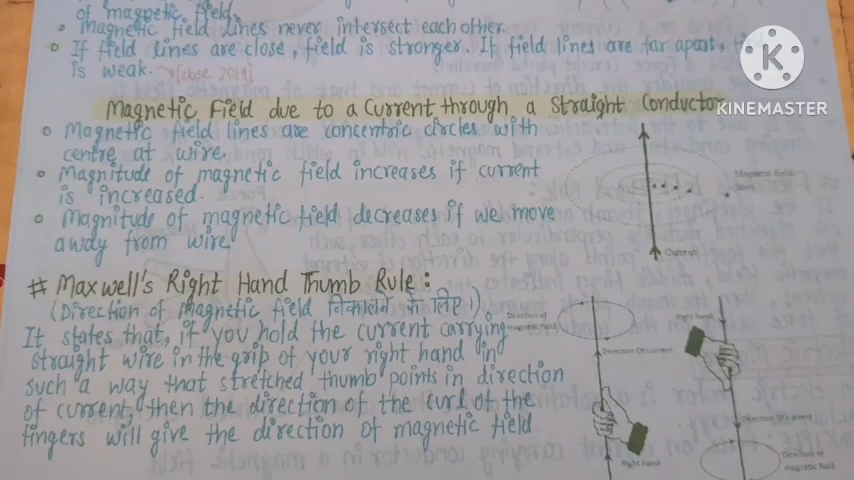 of magnetic field.
Magnetic field lines never intersect each other.
If field lines are close, field is stronger. If field lines are far apart,
is weak. [cbse 2019]
KINEMASTER
Magnetic Field due to a Current through a Straight Conductor
Magnetic field lines are concentric circles with
centre at wire.
Magnitude of magnetic field increases if current
is increased.
Magnitude of magnetic field decreases if we move
away from wire.
Magnetic field
lines
Current
# Maxwell's Right Hand Thumb Rule:
(Direction of magnetic field निकालने के लिए।)
It states that, if you hold the current carrying
straight wire in the grip of your right hand in
such a way that stretched thumb points in direction
of current, then the direction of the curl of the
fingers will give the direction of magnetic field
Direction of
magnetic field
Direction Of current
Right hand
Right hand
Direction Of current
Direction of
magnetic field